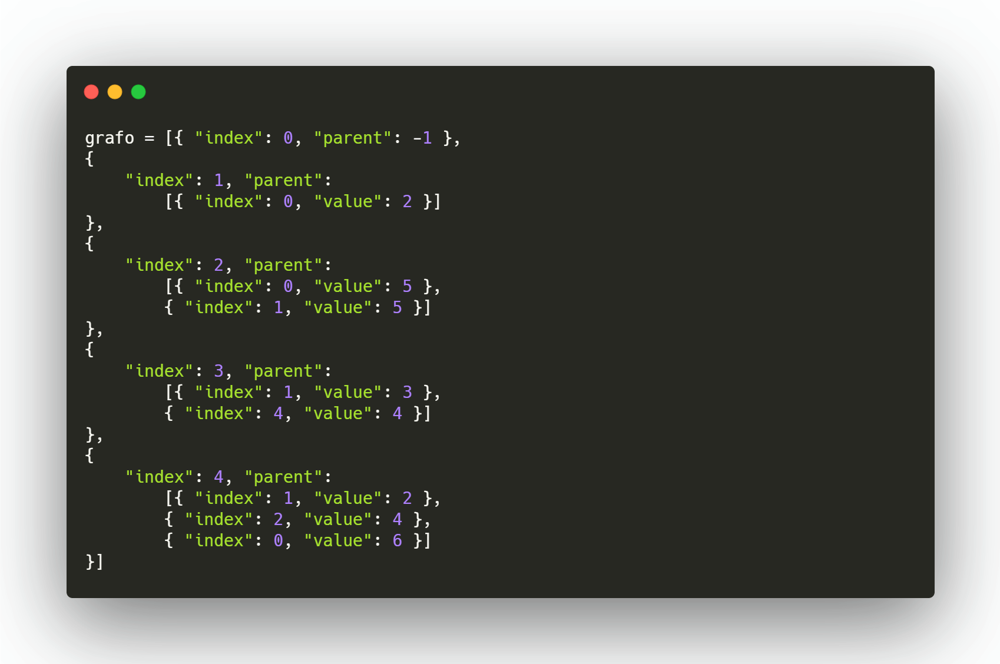 grafo = [{ "index": 0, "parent": -1 },
{
    "index": 1, "parent":
        [{ "index": 0, "value": 2 }]
},
{
    "index": 2, "parent":
        [{ "index": 0, "value": 5 },
        { "index": 1, "value": 5 }]
},
{
    "index": 3, "parent":
        [{ "index": 1, "value": 3 },
        { "index": 4, "value": 4 }]
},
{
    "index": 4, "parent":
        [{ "index": 1, "value": 2 },
        { "index": 2, "value": 4 },
        { "index": 0, "value": 6 }]
}]